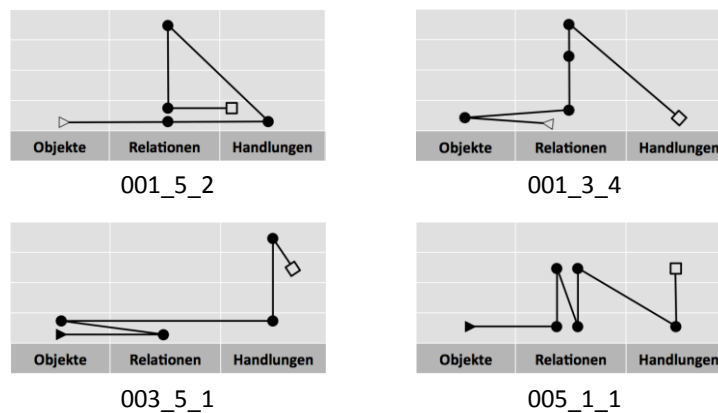 Objekte Relationen Handlungen
001_5_2
Objekte Relationen Handlungen
001_3_4
Objekte Relationen Handlungen
003_5_1
Objekte Relationen Handlungen
005_1_1